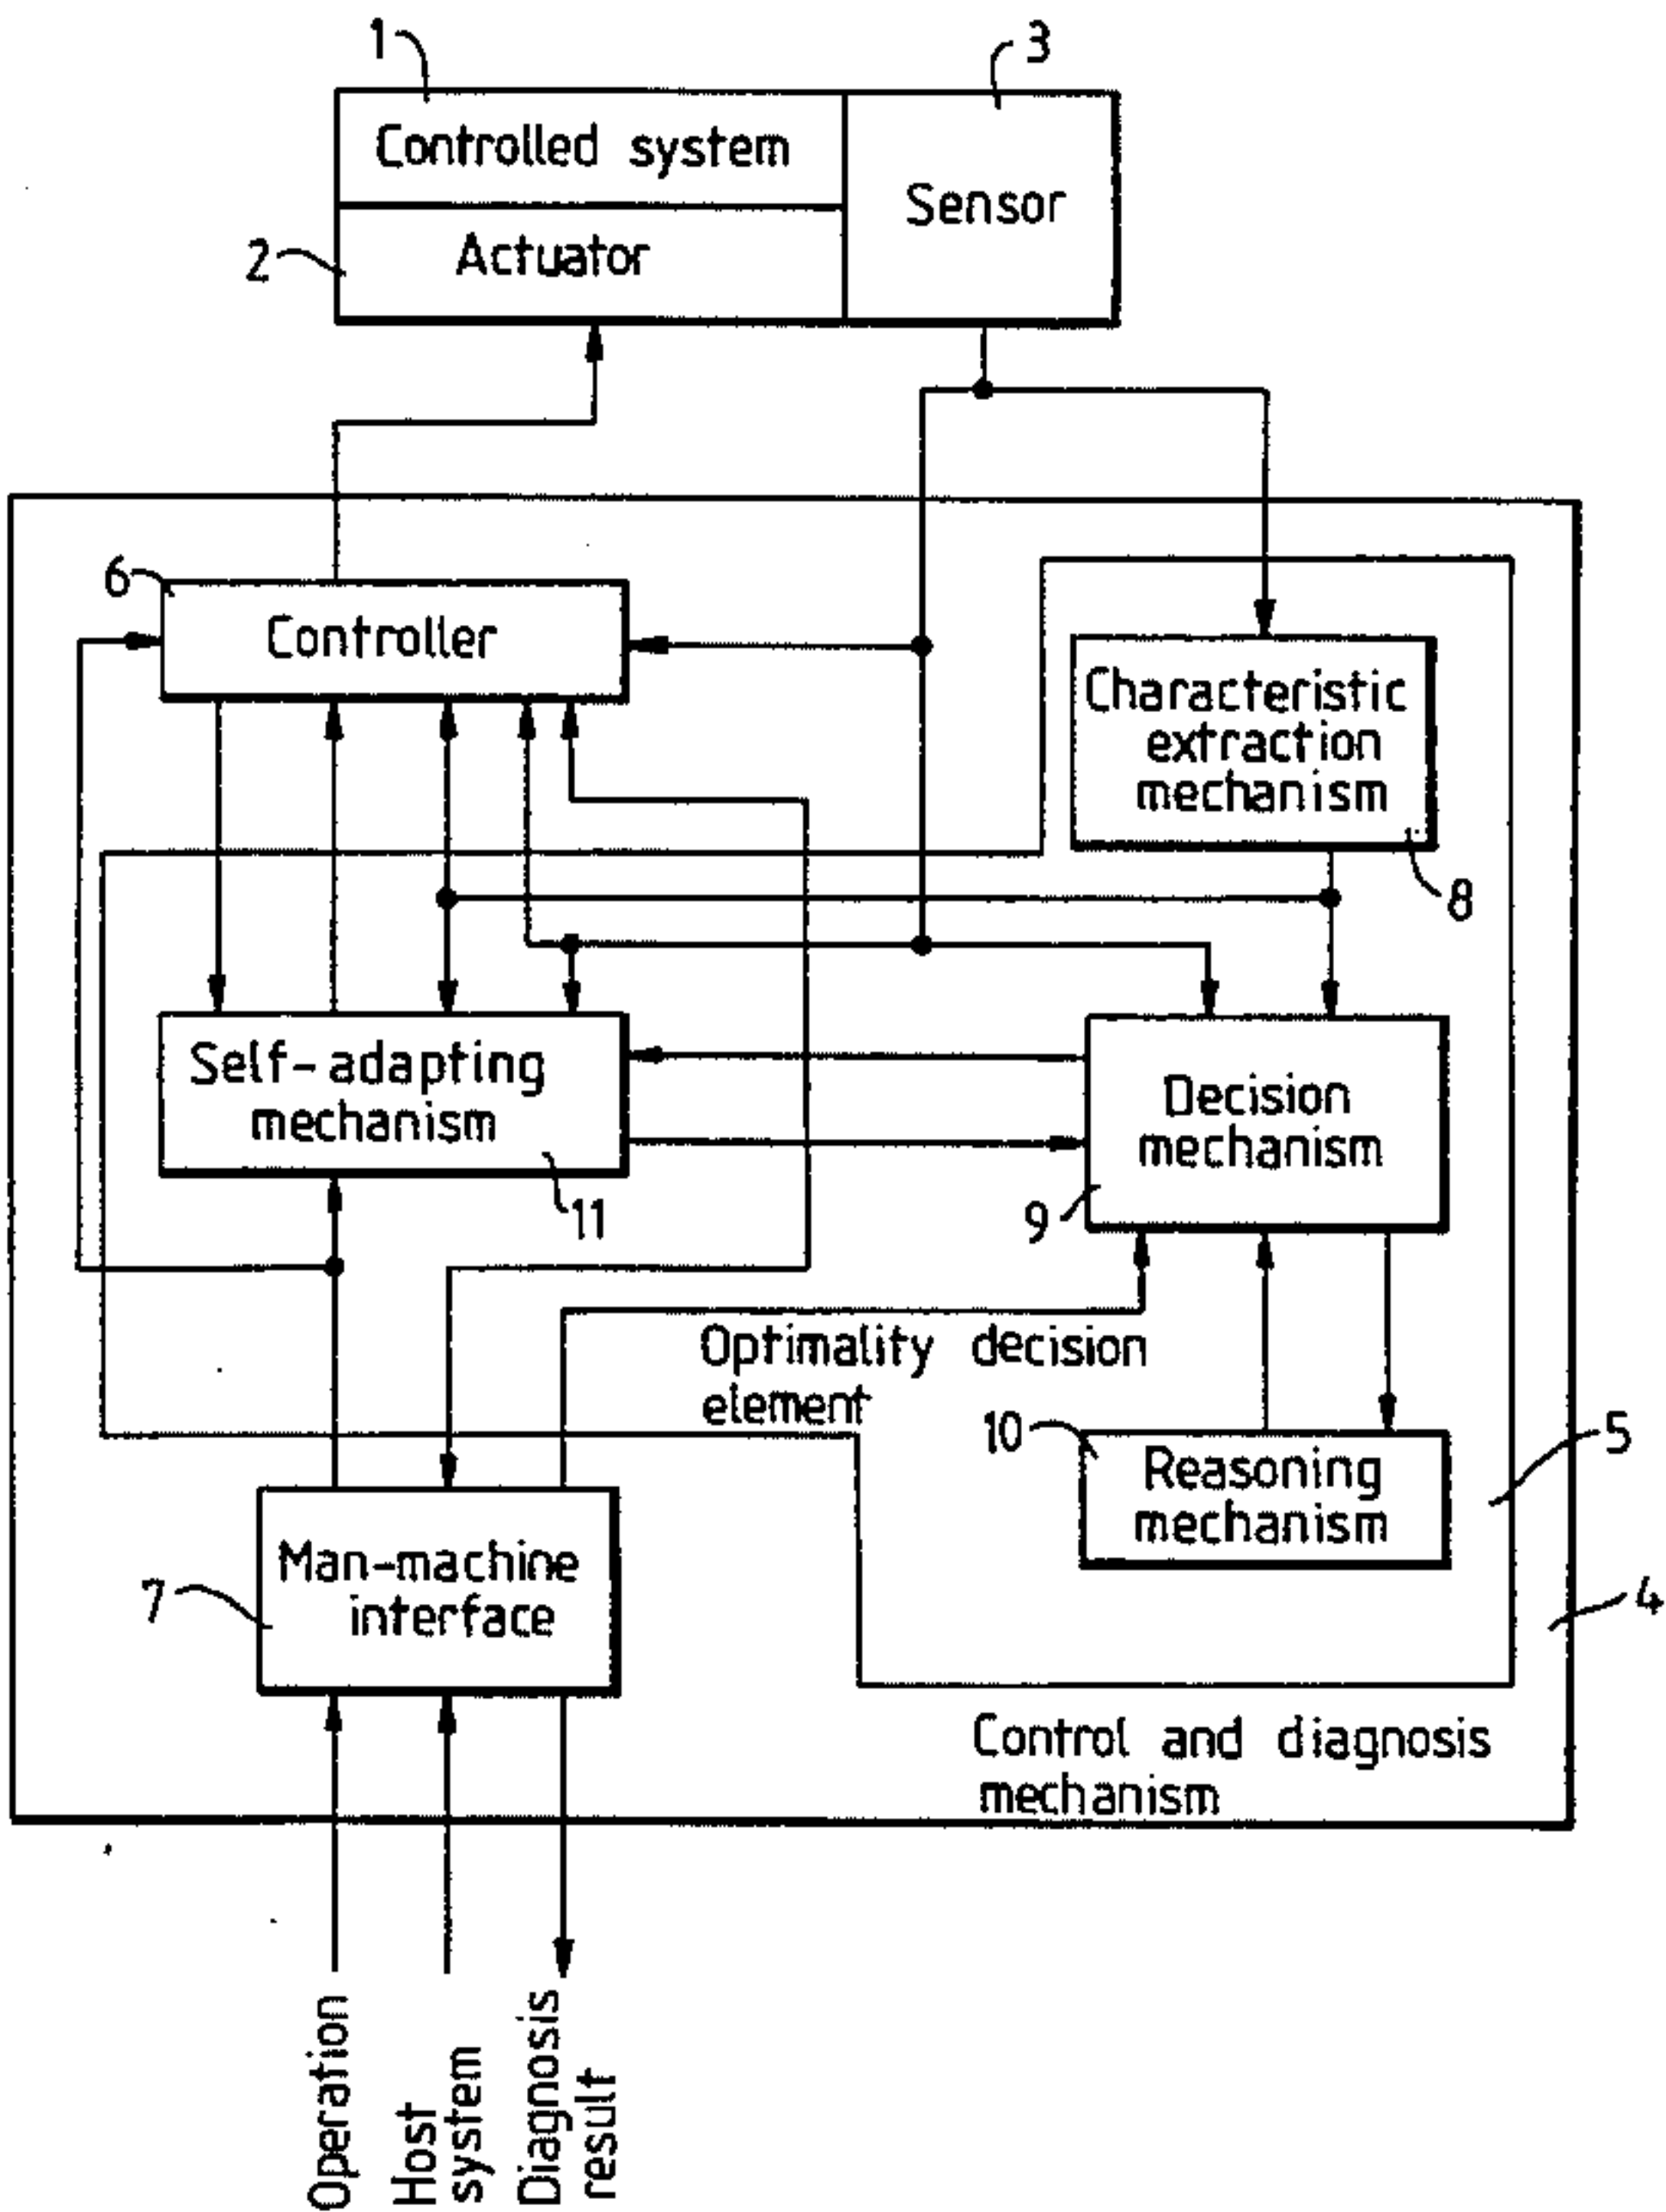 1
3
Controlled system
Sensor
2
Actuator
6
Controller
Characteristic
extraction
mechanism
8
Self-adapting
mechanism
11
Decision
mechanism
9
Optimality decision
element
10
Reasoning
mechanism
5
4
7
Man-machine
interface
Control and diagnosis
mechanism
Operation
Host
system
Diagnosis
result